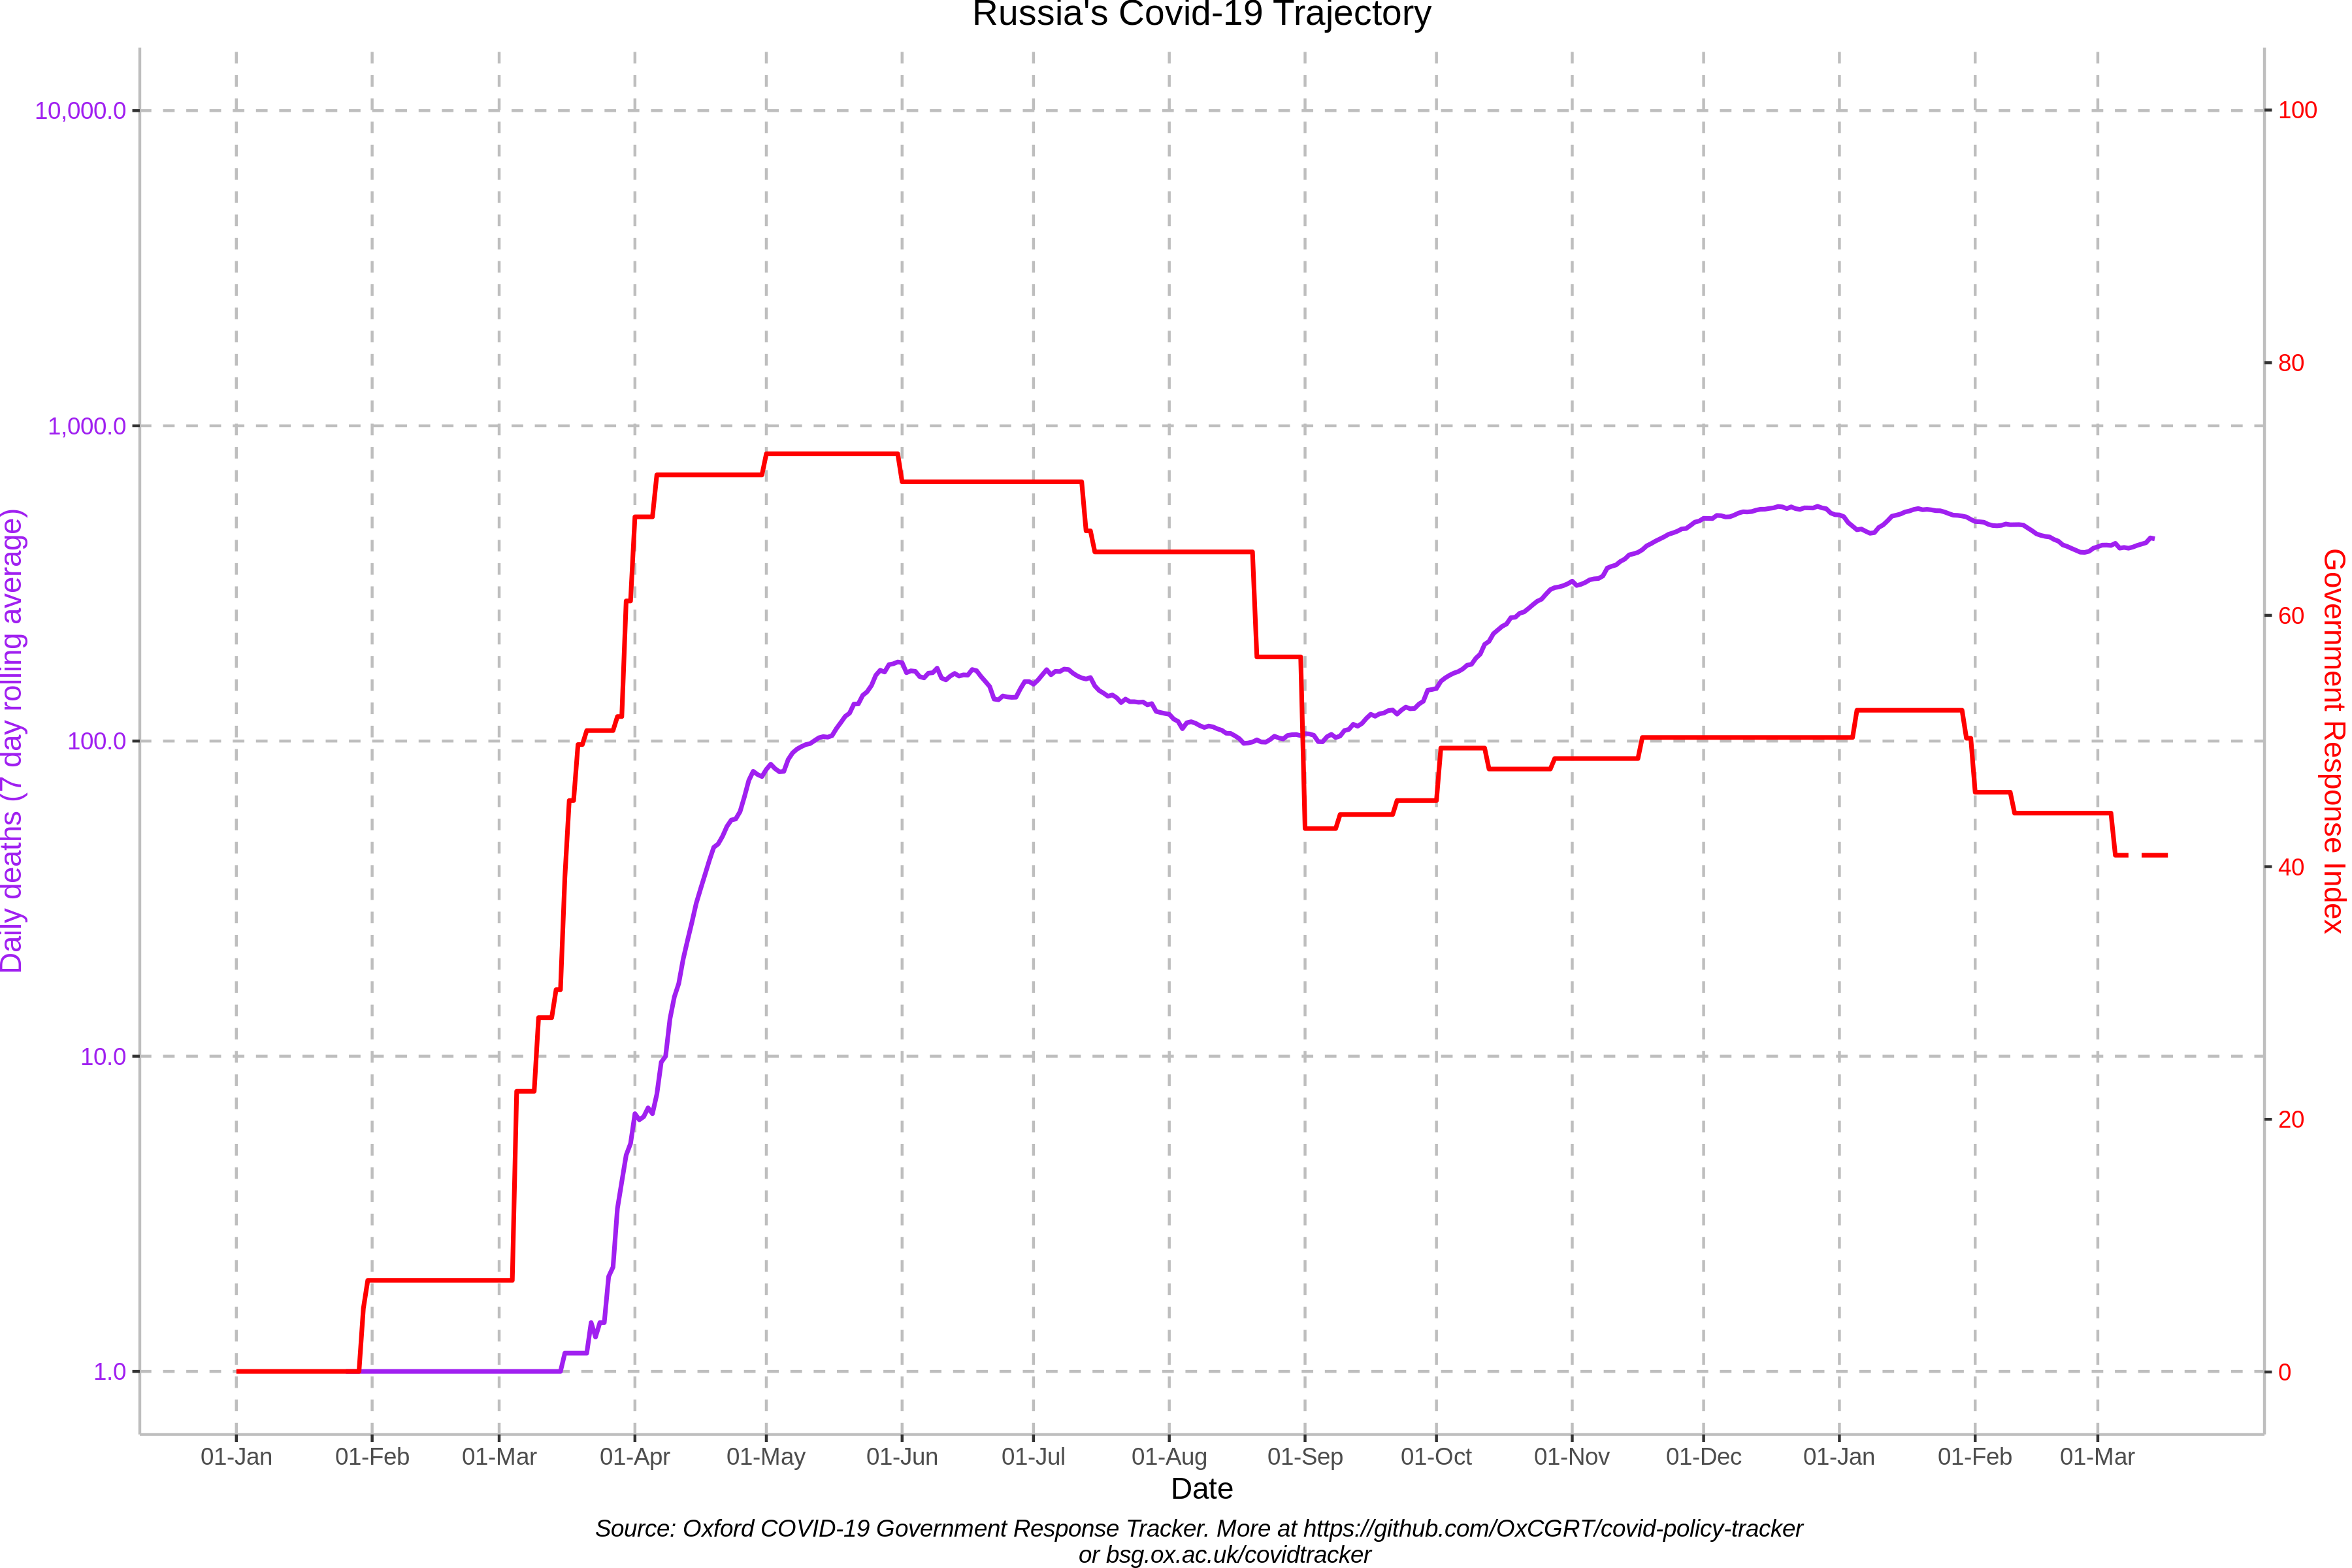 Russia's Covid-19 Trajectory
10,000.0
1,000.0
100.0
10.0
1.0
Daily deaths (7 day rolling average)
100
80
60
40
20
0
Government Response Index
01-Jan 01-Feb 01-Mar 01-Apr 01-May 01-Jun 01-Jul 01-Aug 01-Sep 01-Oct 01-Nov 01-Dec 01-Jan 01-Feb 01-Mar
Date
Source: Oxford COVID-19 Government Response Tracker. More at https://github.com/OxCGRT/covid-policy-tracker
or bsg.ox.ac.uk/covidtracker